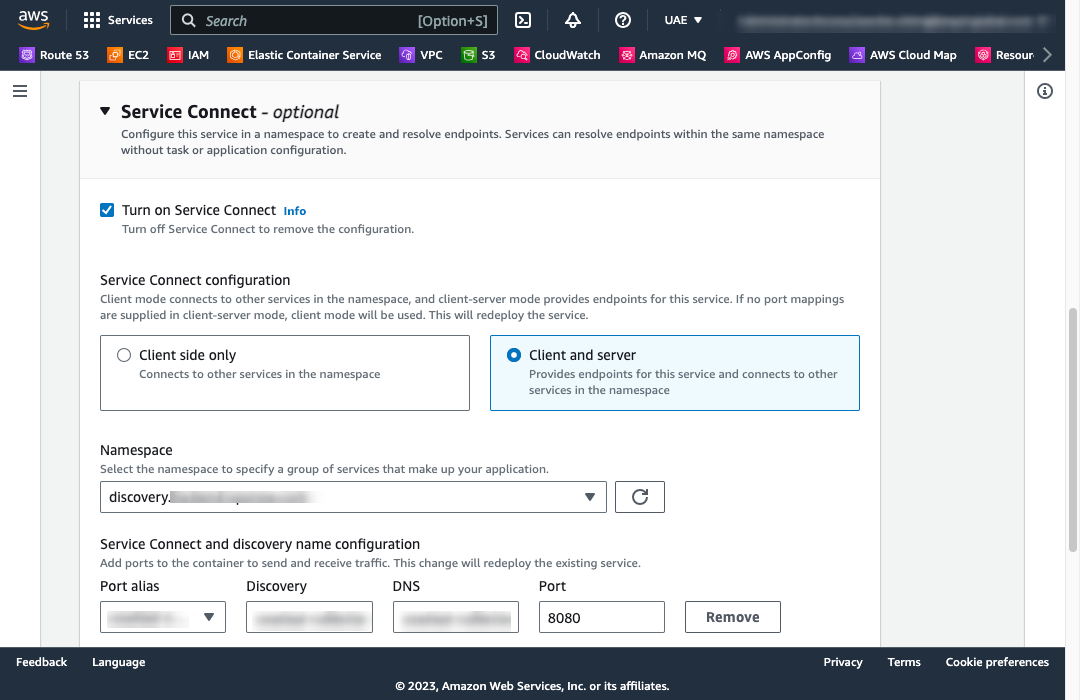 aws
Services
Search
[Option+S]
UAE
Route 53
EC2
IAM
Elastic Container Service
VPC
S3
CloudWatch
Amazon MQ
AWS AppConfig
AWS Cloud Map
Resour
Service Connect - optional
Configure this service in a namespace to create and resolve endpoints. Services can resolve endpoints within the same namespace
without task or application configuration.
Turn on Service Connect Info
Turn off Service Connect to remove the configuration.
Service Connect configuration
Client mode connects to other services in the namespace, and client-server mode provides endpoints for this service. If no port mappings
are supplied in client-server mode, client mode will be used. This will redeploy the service.
Client side only
Connects to other services in the namespace
Client and server
Provides endpoints for this service and connects to other
services in the namespace
Namespace
Select the namespace to specify a group of services that make up your application.
discovery.
Service Connect and discovery name configuration
Add ports to the container to send and receive traffic. This change will redeploy the existing service.
Port alias
Discovery
DNS
Port
8080
Remove
Feedback
Language
Privacy
Terms
Cookie preferences
© 2023, Amazon Web Services, Inc. or its affiliates.